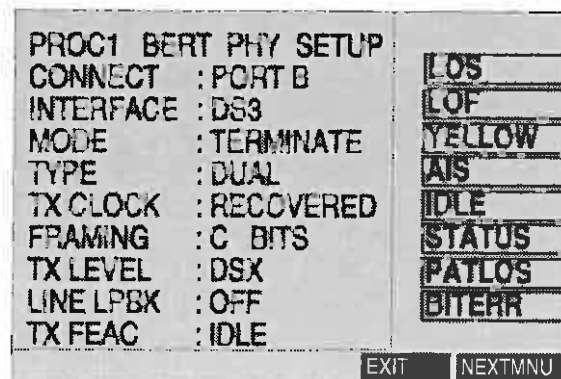 PROC1 BERT PHY SETUP
CONNECT : PORT B
INTERFACE : DS3
MODE : TERMINATE
TYPE : DUAL
TX CLOCK : RECOVERED
FRAMING : C BITS
TX LEVEL : DSX
LINE LPBK : OFF
TX FEAC : IDLE
LOS
LOF
YELLOW
AIS
IDLE
STATUS
PATLOS
BITERR
EXIT NEXTMNU